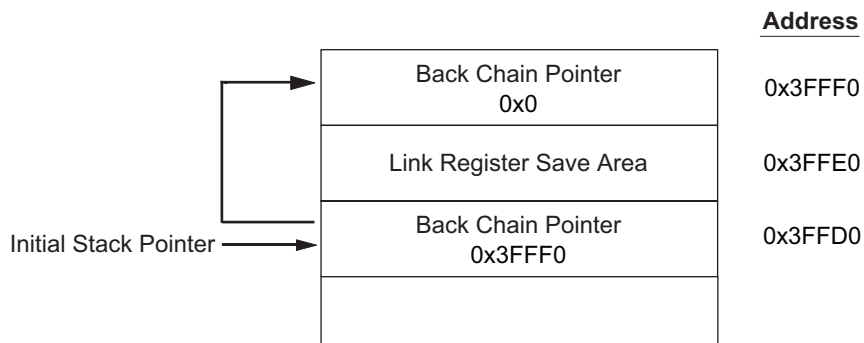 Address
Back Chain Pointer
0x0
0x3FFF0
Link Register Save Area
0x3FFE0
Back Chain Pointer
0x3FFF0
0x3FFD0
Initial Stack Pointer